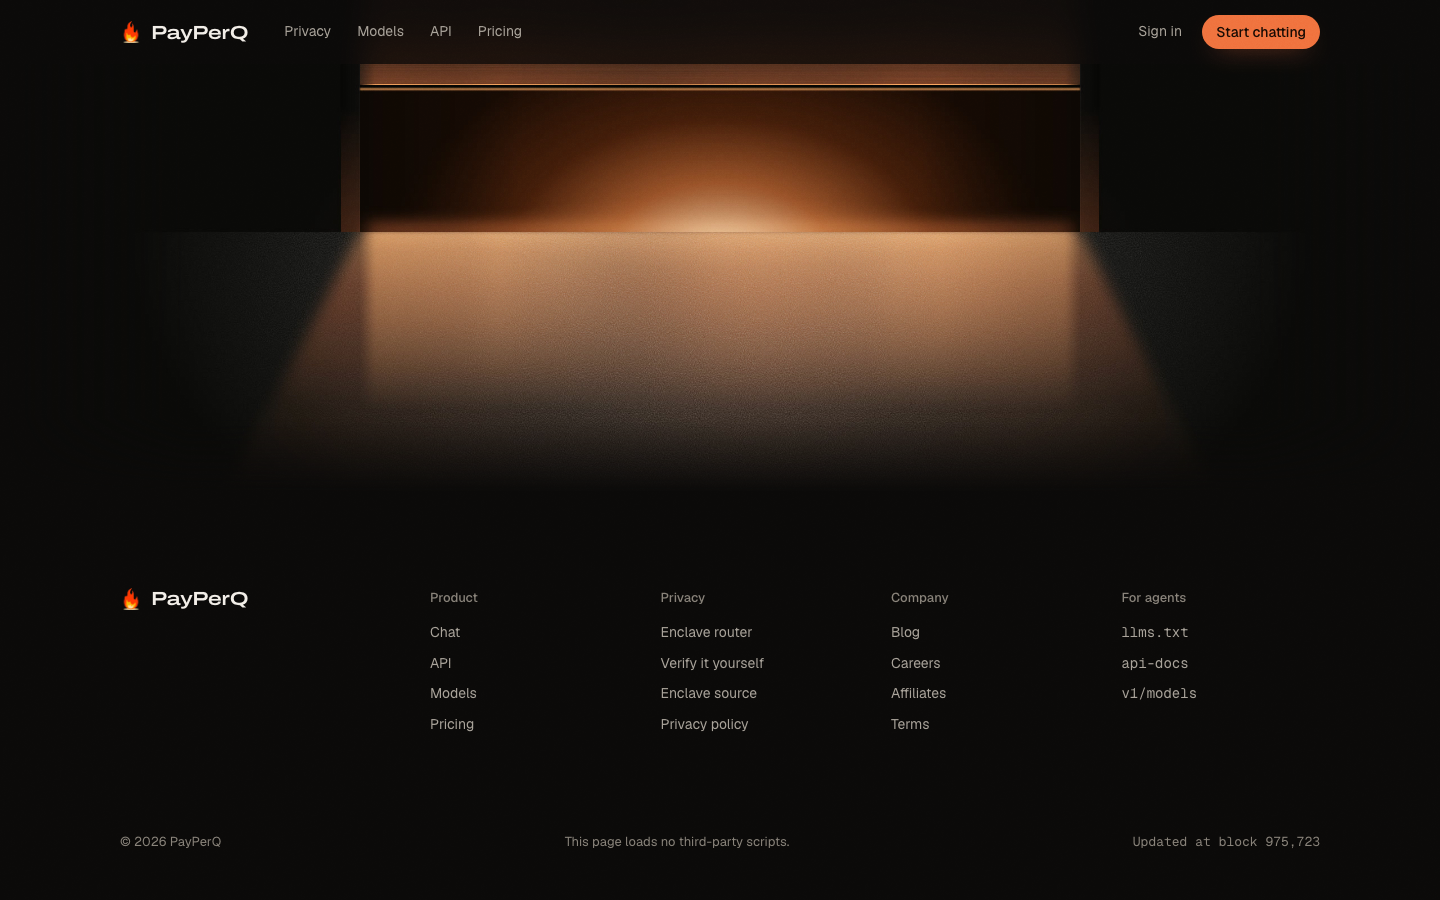 PayPerQ
Privacy
Models
API
Pricing
Sign in
Start chatting
PayPerQ
Product
Chat
API
Models
Pricing
Privacy
Enclave router
Verify it yourself
Enclave source
Privacy policy
Company
Blog
Careers
Affiliates
Terms
For agents
llms.txt
api-docs
v1/models
© 2026 PayPerQ
This page loads no third-party scripts.
Updated at block 975,723